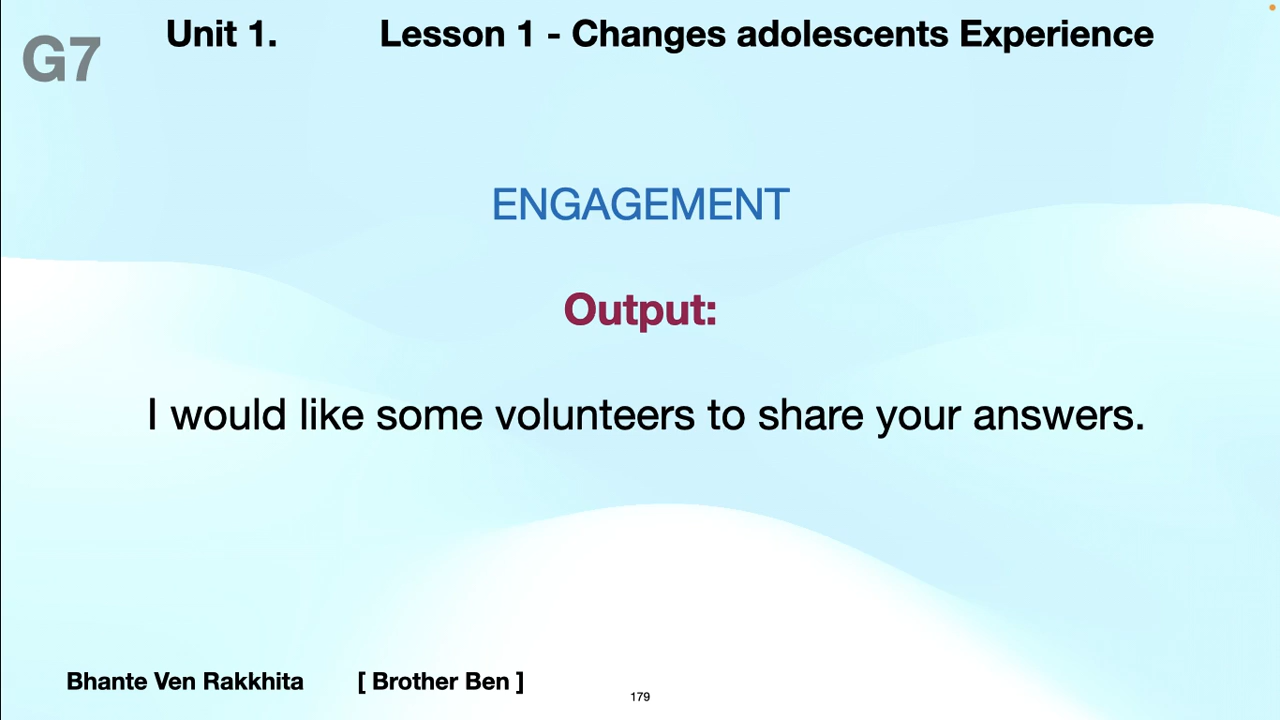 G7
Unit 1. Lesson 1 - Changes adolescents Experience
ENGAGEMENT
Output:
I would like some volunteers to share your answers.
Bhante Ven Rakkhita [ Brother Ben ]
179